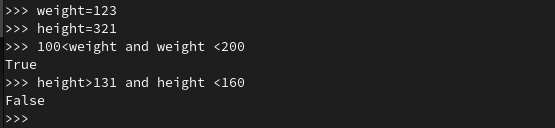 >>> weight=123
>>> height=321
>>> 100<weight and weight <200
True
>>> height>131 and height <160
False
>>>